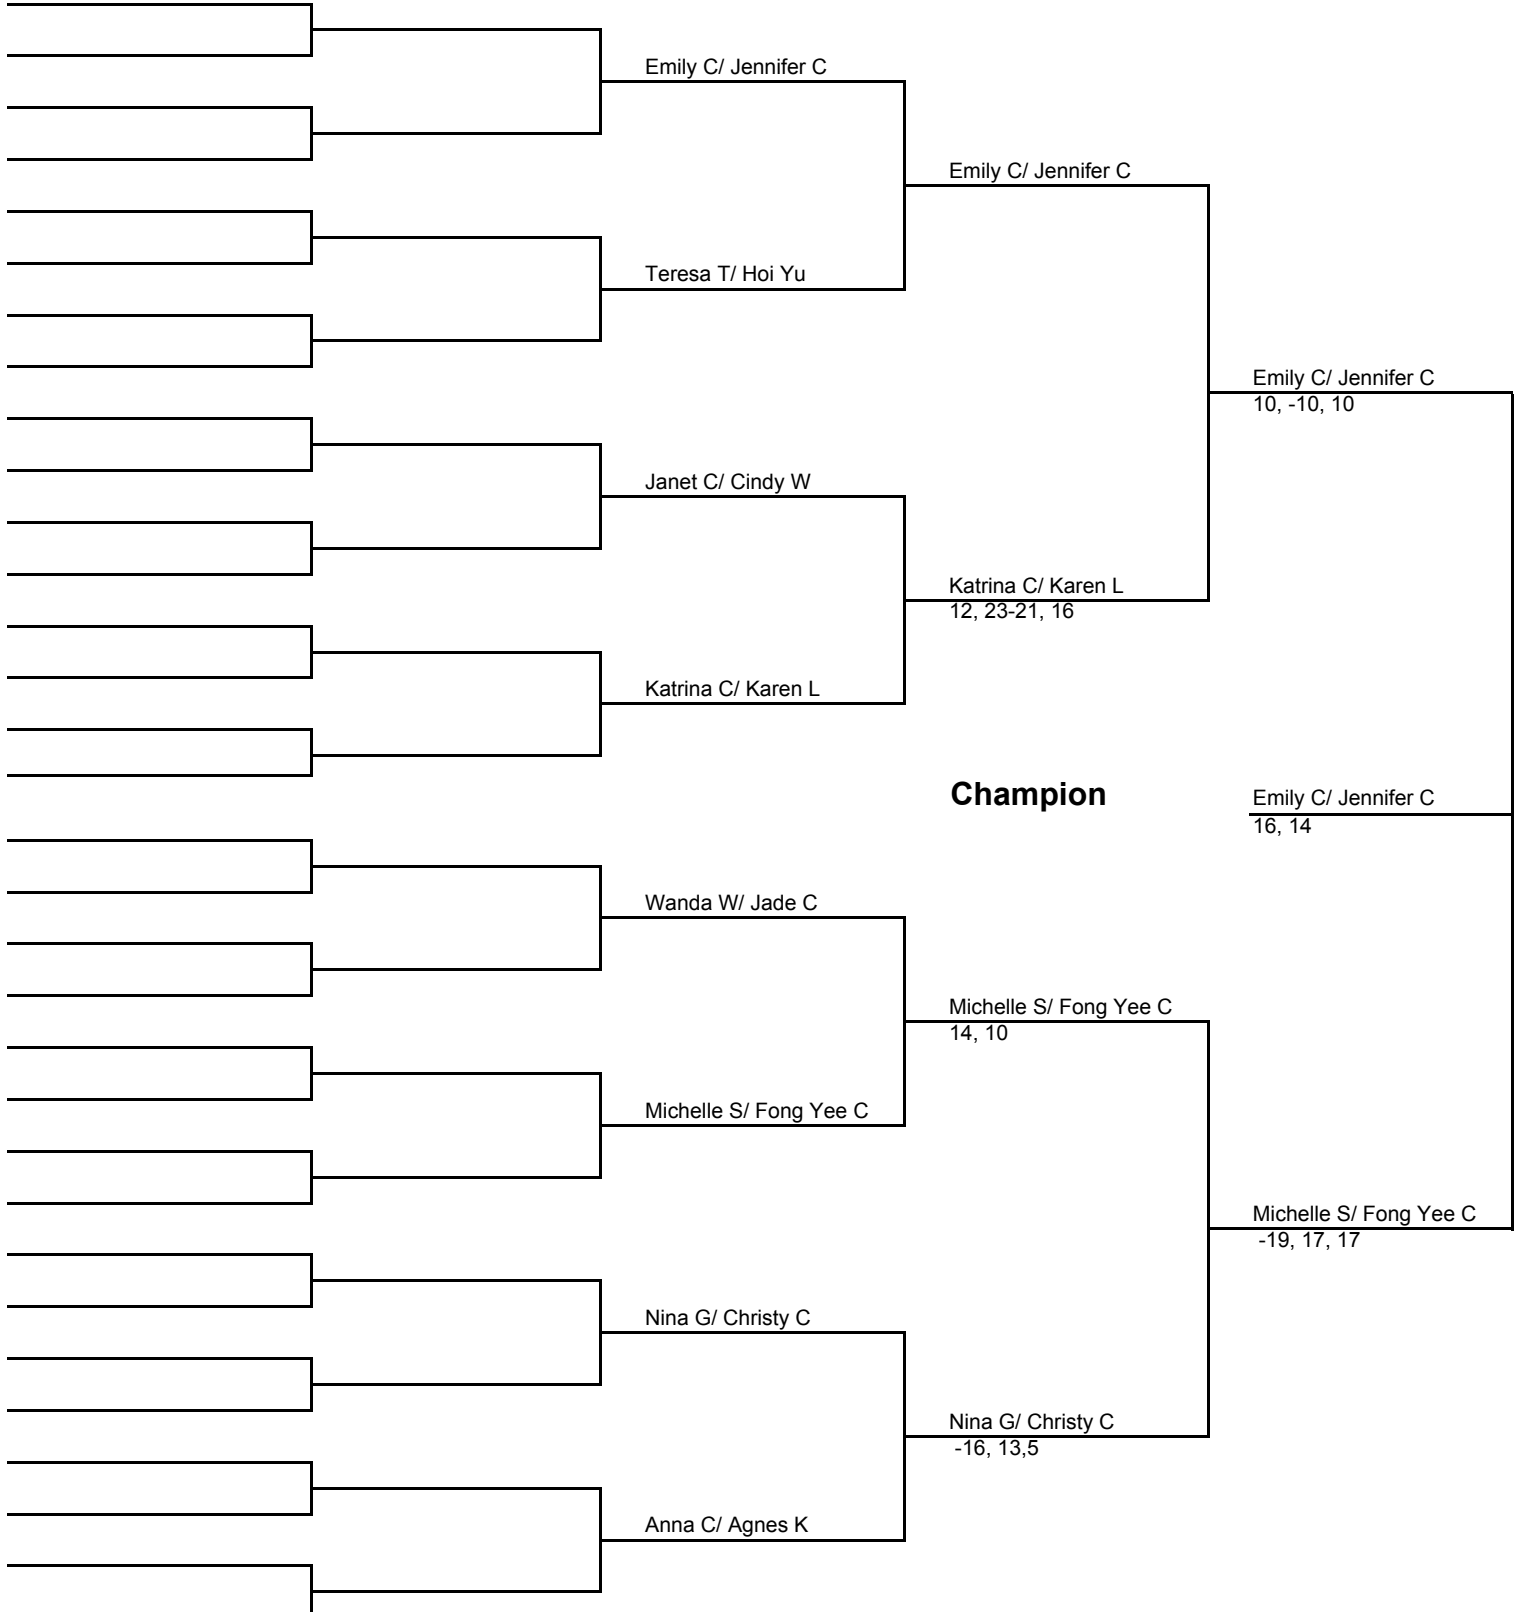 Emily C/ Jennifer C
Emily C/ Jennifer C
Teresa T/ Hoi Yu
Emily C/ Jennifer C
10, -10, 10
Janet C/ Cindy W
Katrina C/ Karen L
12, 23-21, 16
Katrina C/ Karen L
Champion
Emily C/ Jennifer C
16, 14
Wanda W/ Jade C
Michelle S/ Fong Yee C
14, 10
Michelle S/ Fong Yee C
Michelle S/ Fong Yee C
-19, 17, 17
Nina G/ Christy C
Nina G/ Christy C
-16, 13,5
Anna C/ Agnes K